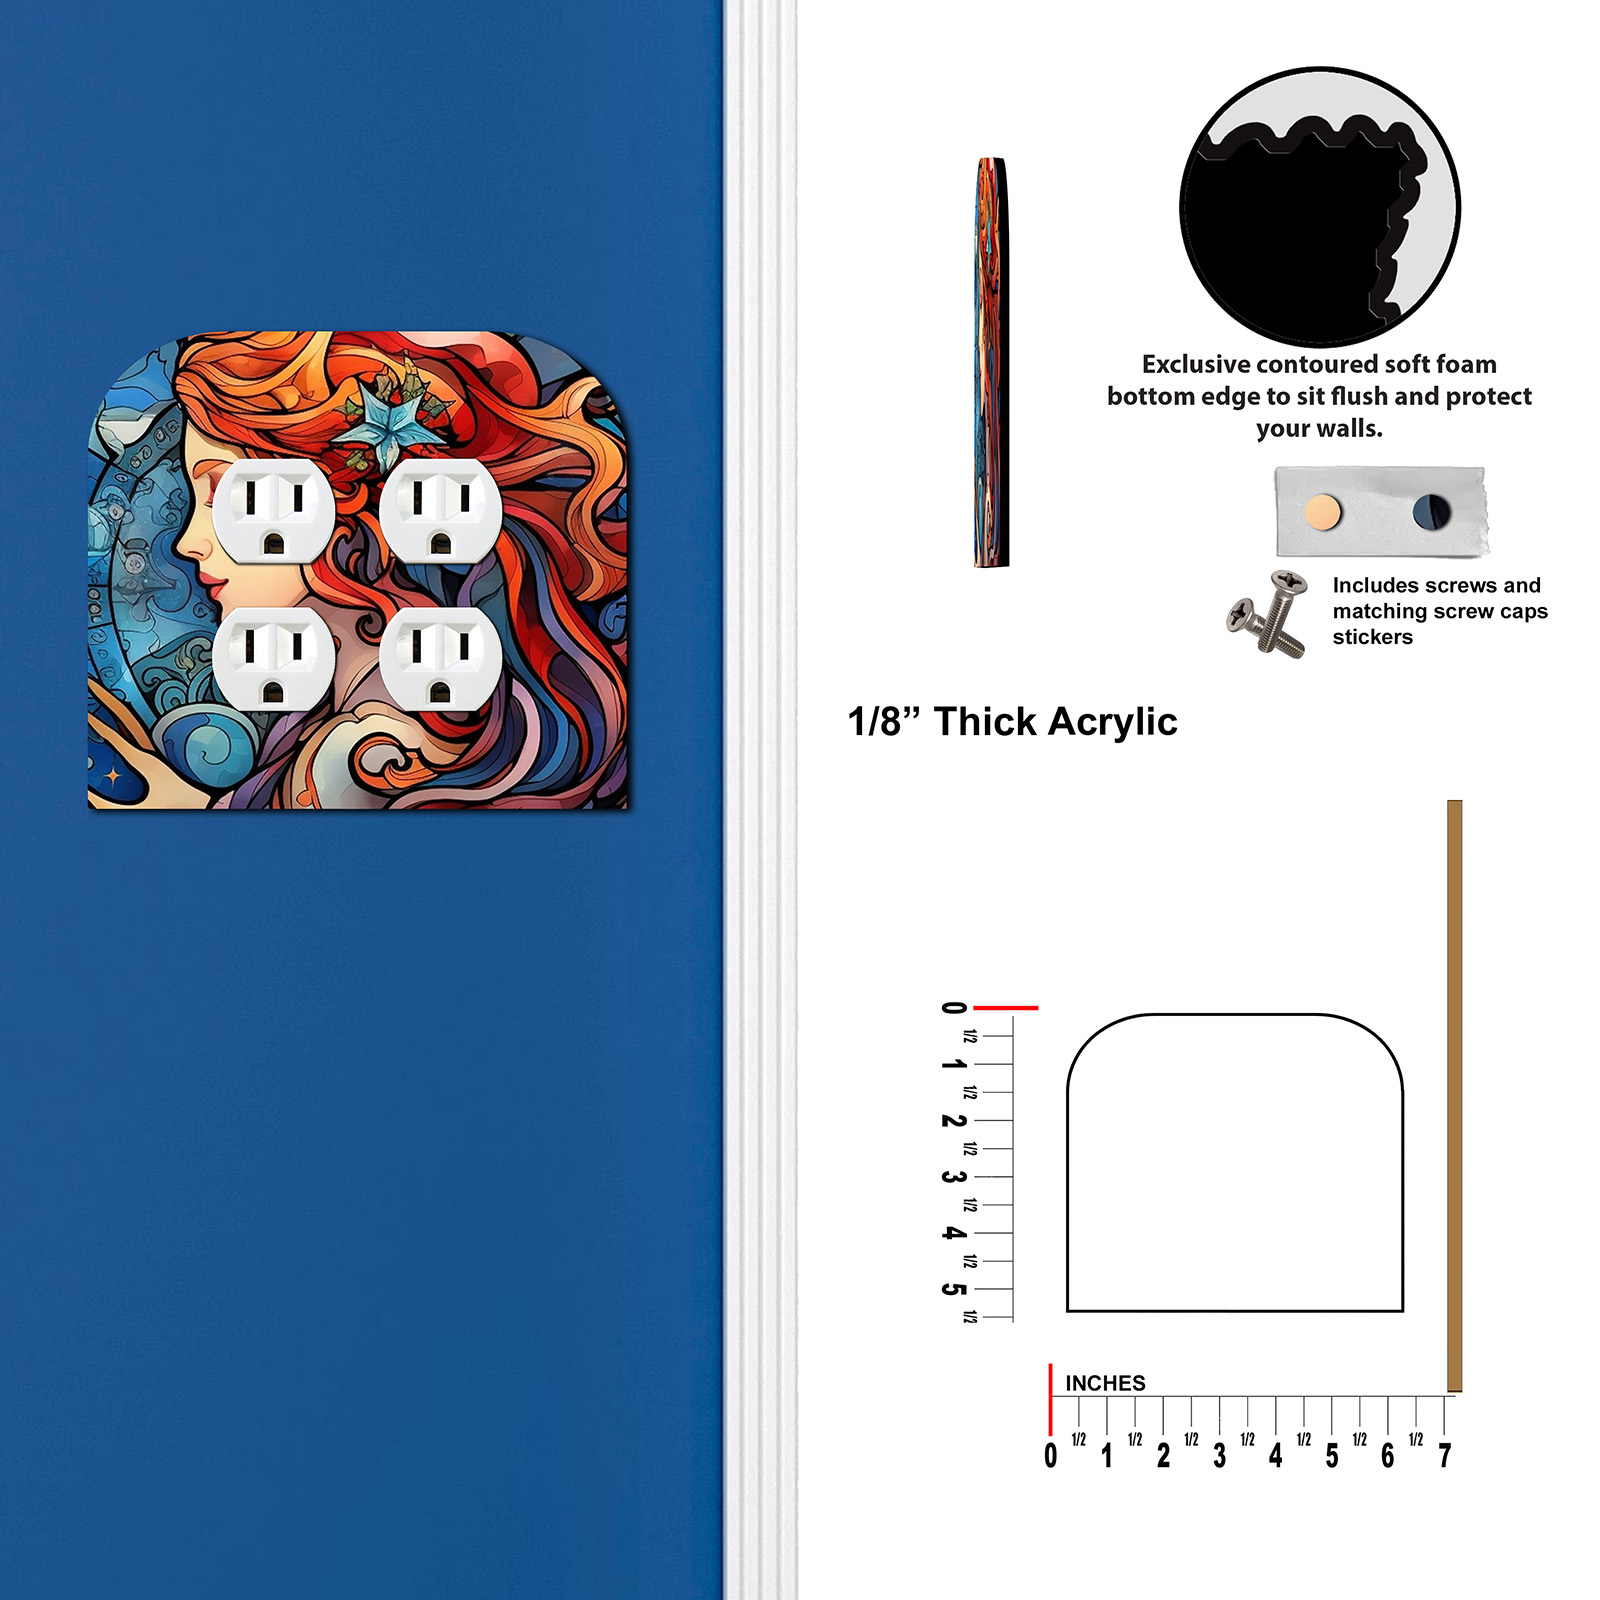 Exclusive contoured soft foam
bottom edge to sit flush and protect
your walls.
Includes screws and
matching screw caps
stickers
1/8” Thick Acrylic
0
1/2
1
1/2
2
1/2
3
1/2
4
1/2
5
1/2
INCHES
0 1/2 1 1/2 2 1/2 3 1/2 4 1/2 5 1/2 6 1/2 7